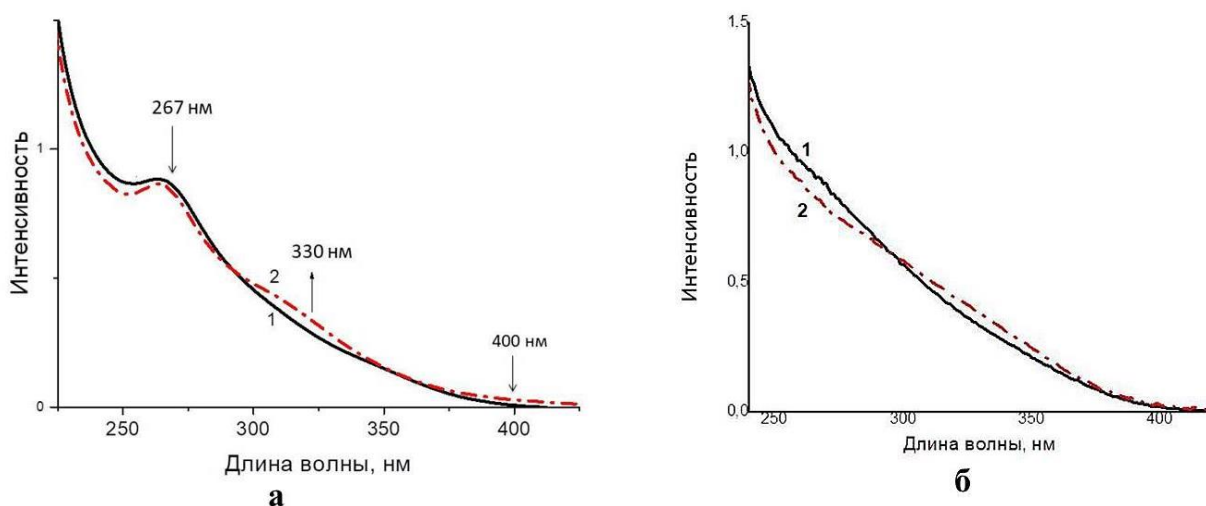 267 нм
1
330 нм
2
1
400 нм
0
250
300
350
400
Интенсивность
Длина волны, нм
а
1,5
1
1,0
2
0,5
0,0
250
300
350
400
Интенсивность
Длина волны, нм
б